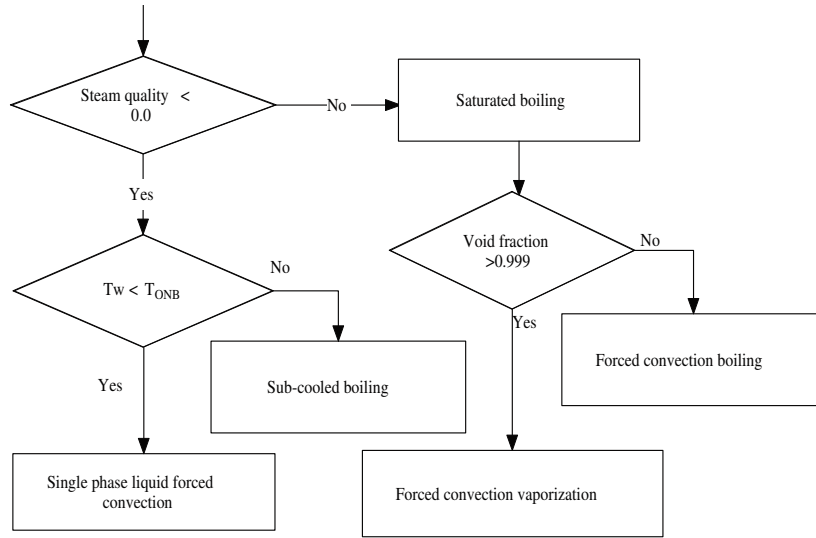 Steam quality <
0.0
No
Saturated boiling
Yes
Void fraction
>0.999
No
Tw < TONB
No
Yes
Forced convection boiling
Sub-cooled boiling
Yes
Single phase liquid forced
convection
Forced convection vaporization